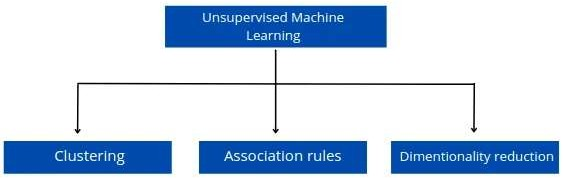 Unsupervised Machine
Learning
Clustering
Association rules
Dimentionality reduction